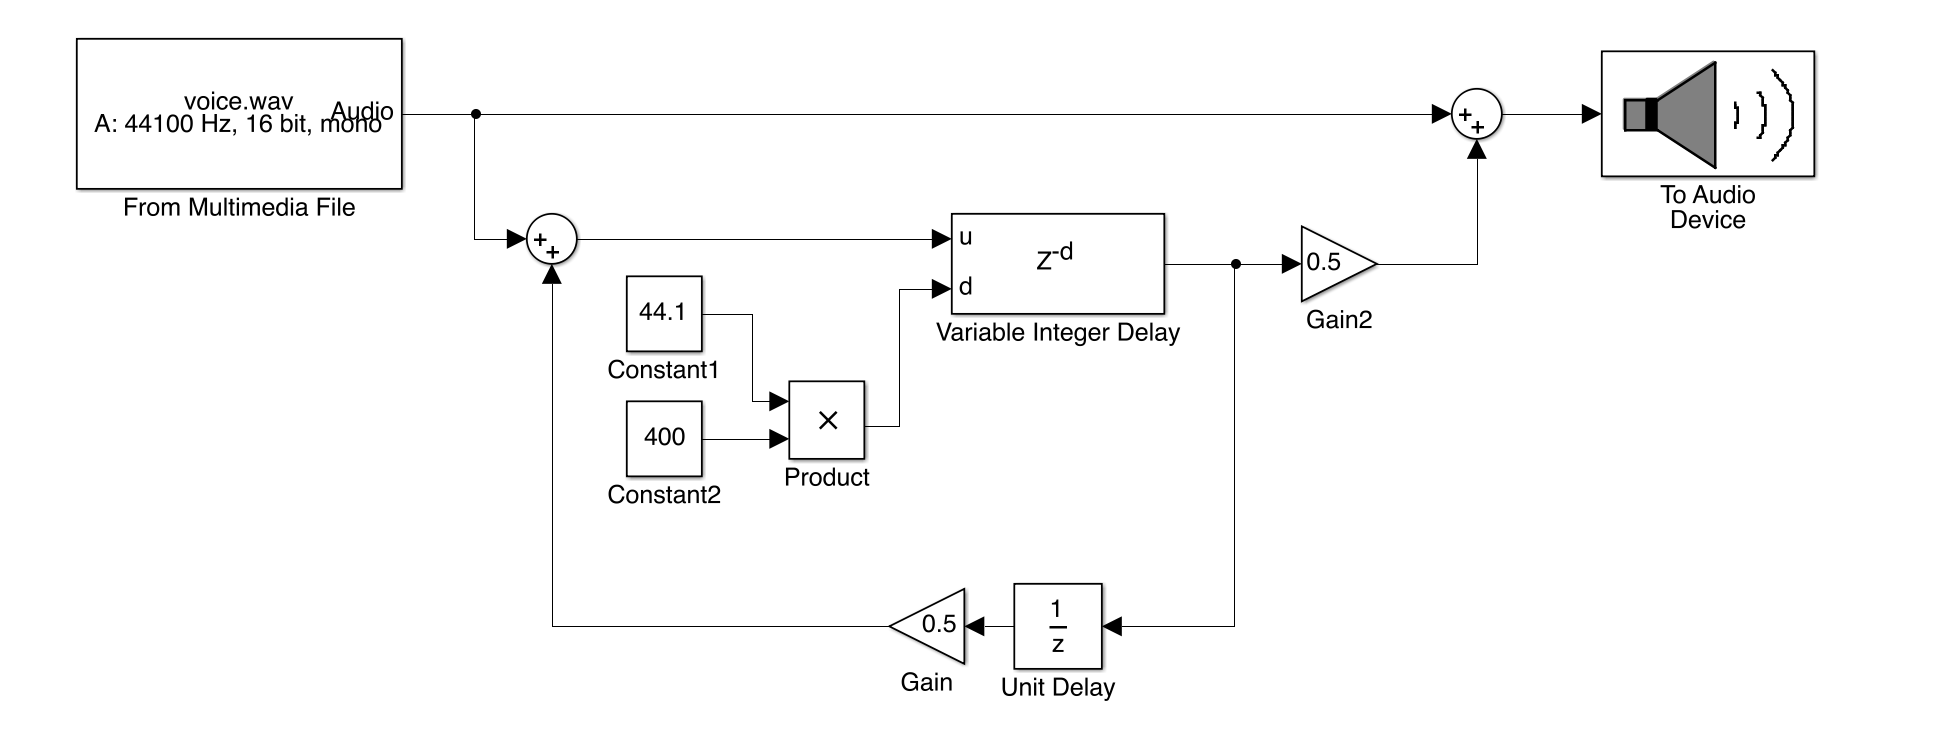 voice.wav
Audio
A: 44100 Hz, 16 bit, mono
From Multimedia File
+
+
To Audio
Device
+
+
u
z-d
d
Variable Integer Delay
0.5
Gain2
44.1
Constant1
400
Constant2
×
Product
0.5
Gain
1
z
Unit Delay